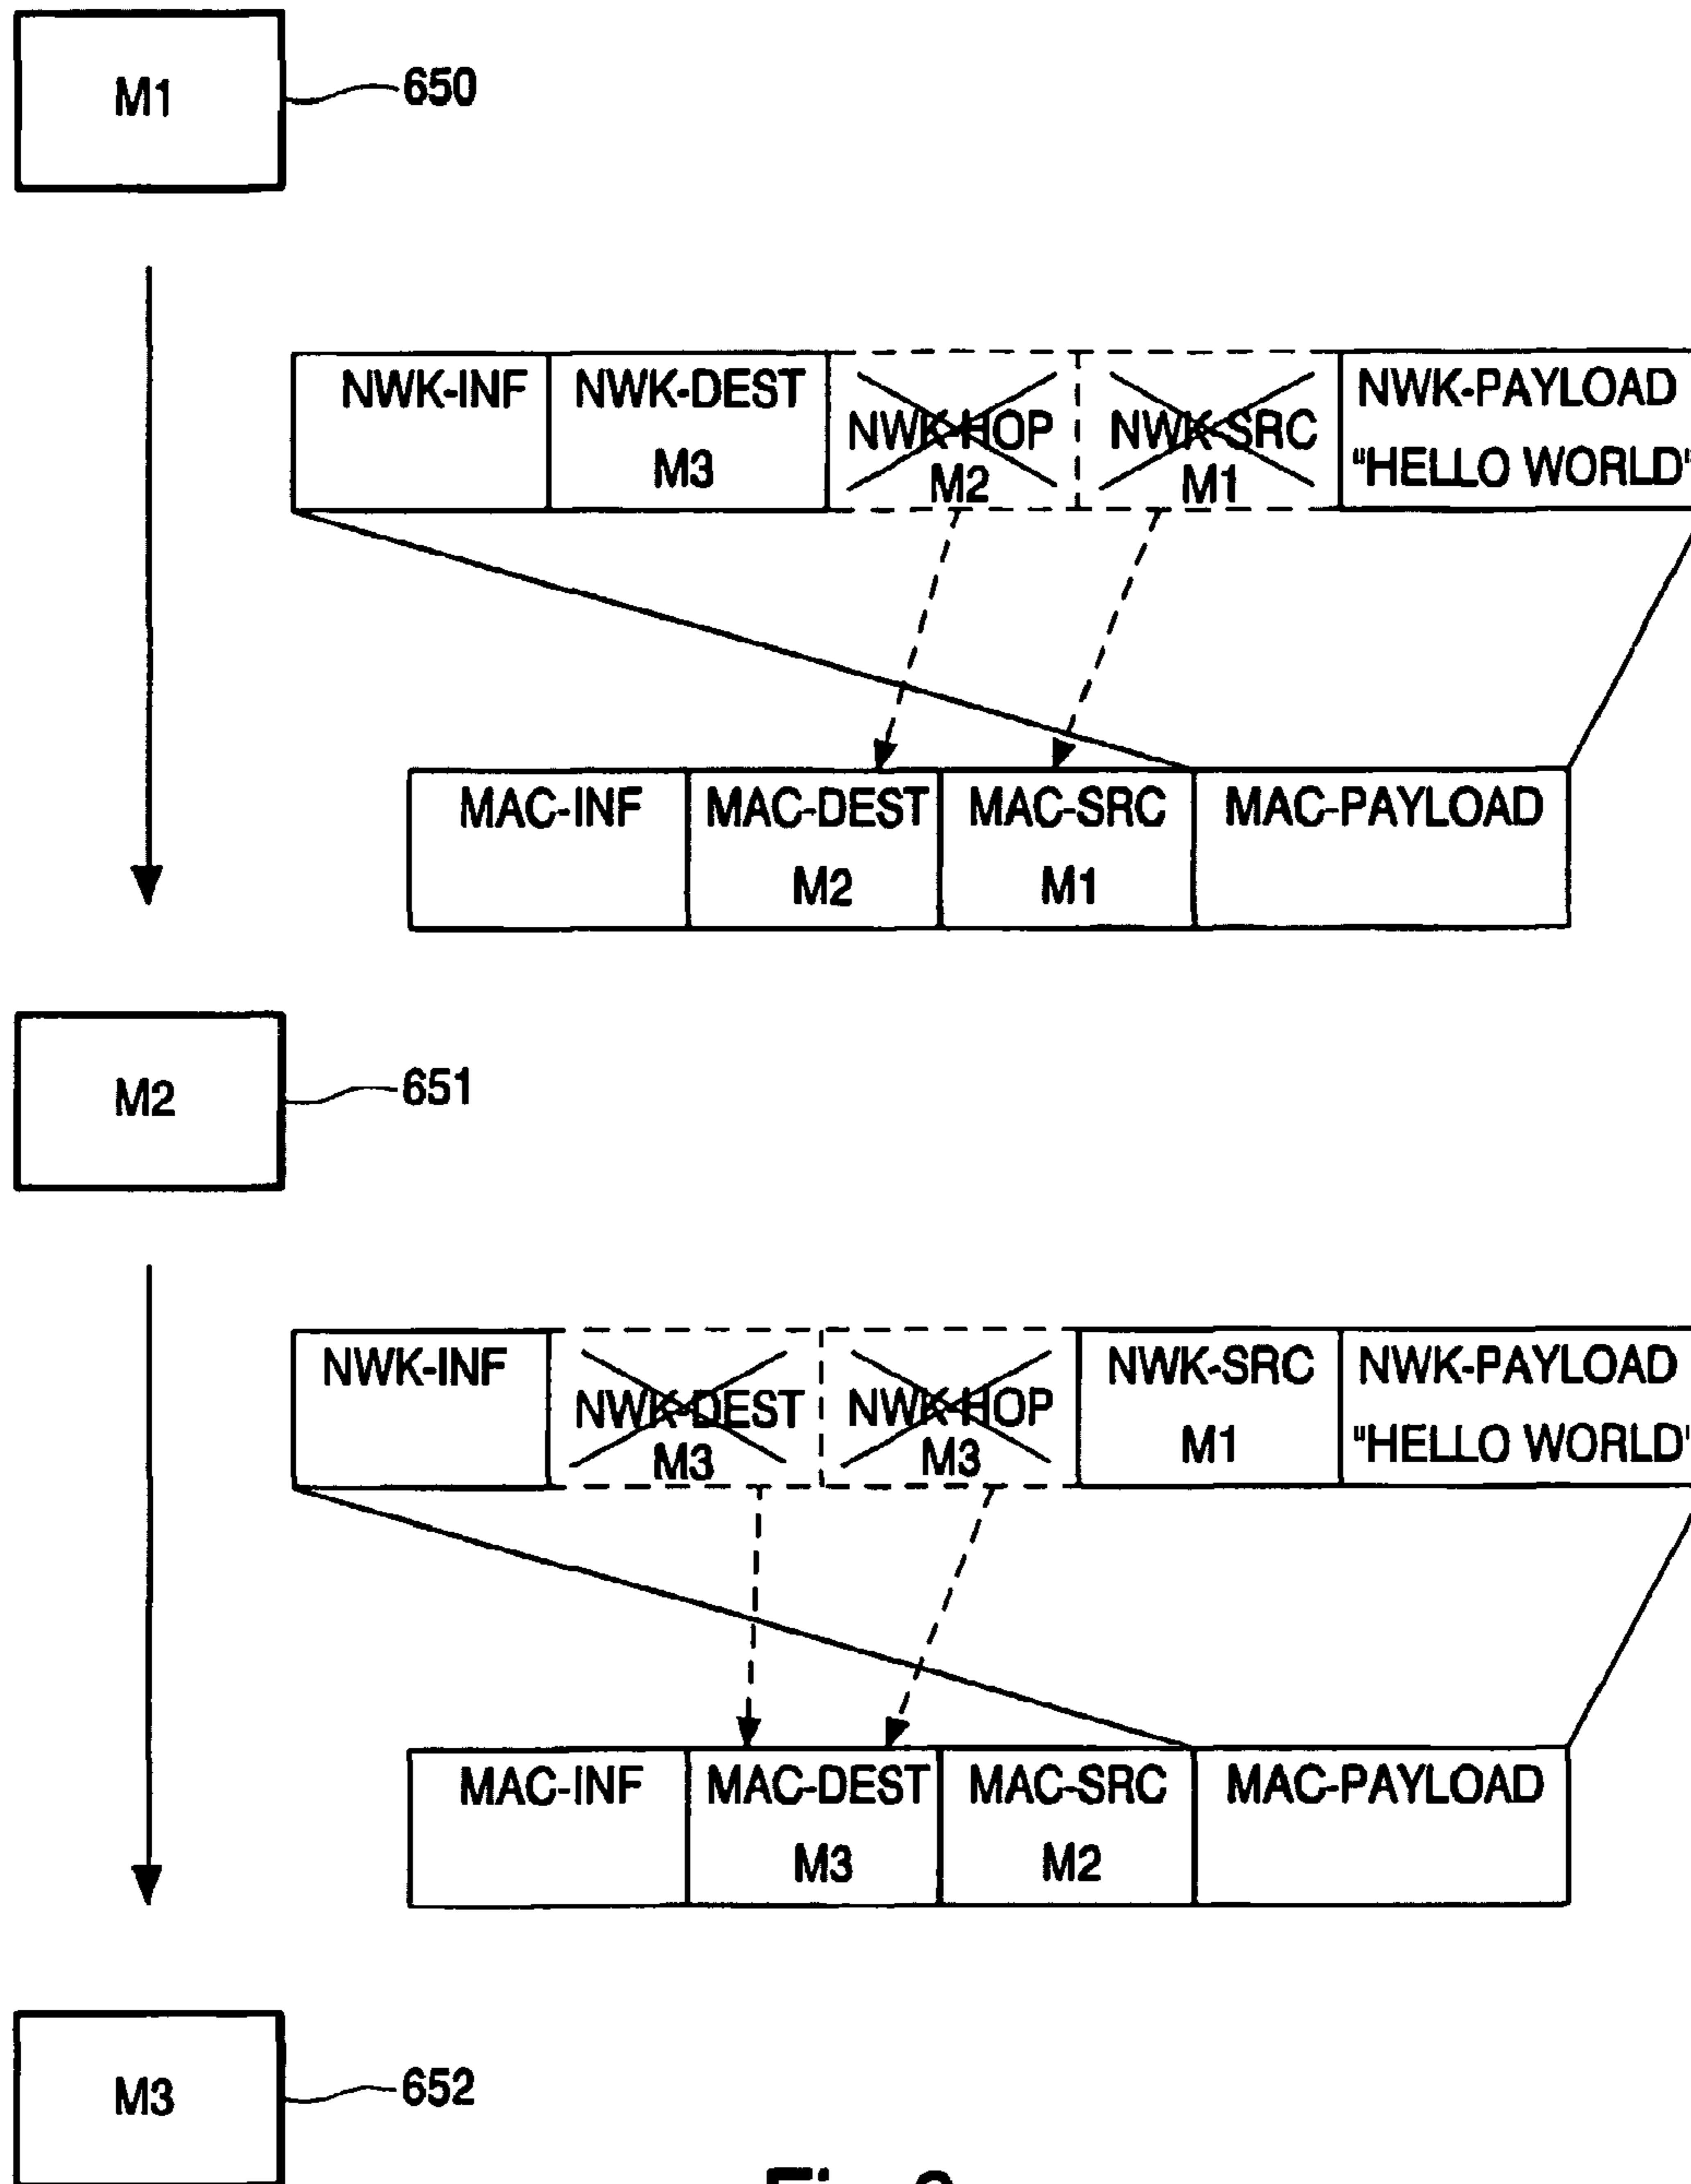 M1 650
NWK-INF NWK-DEST NWK-HOP NWK-SRC NWK-PAYLOAD
M3 M2 M1 "HELLO WORLD"
MAC-INF MAC-DEST MAC-SRC MAC-PAYLOAD
M2 M1
M2 651
NWK-INF NWK-DEST NWK-HOP NWK-SRC NWK-PAYLOAD
M3 M3 M1 "HELLO WORLD"
MAC-INF MAC-DEST MAC-SRC MAC-PAYLOAD
M3 M2
M3 652